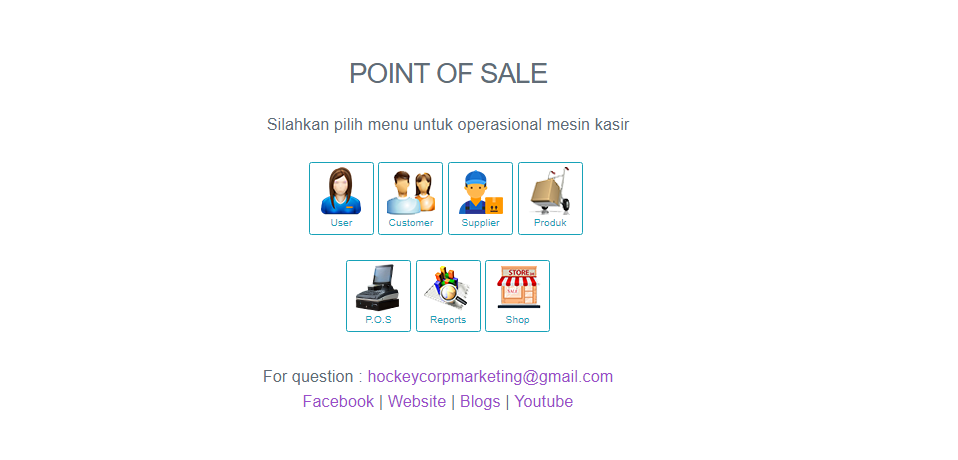 POINT OF SALE
Silahkan pilih menu untuk operasional mesin kasir
User Customer Supplier Produk
STORE
SALE
P.O.S Reports Shop
For question : hockeycorpmarketing@gmail.com
Facebook | Website | Blogs | Youtube